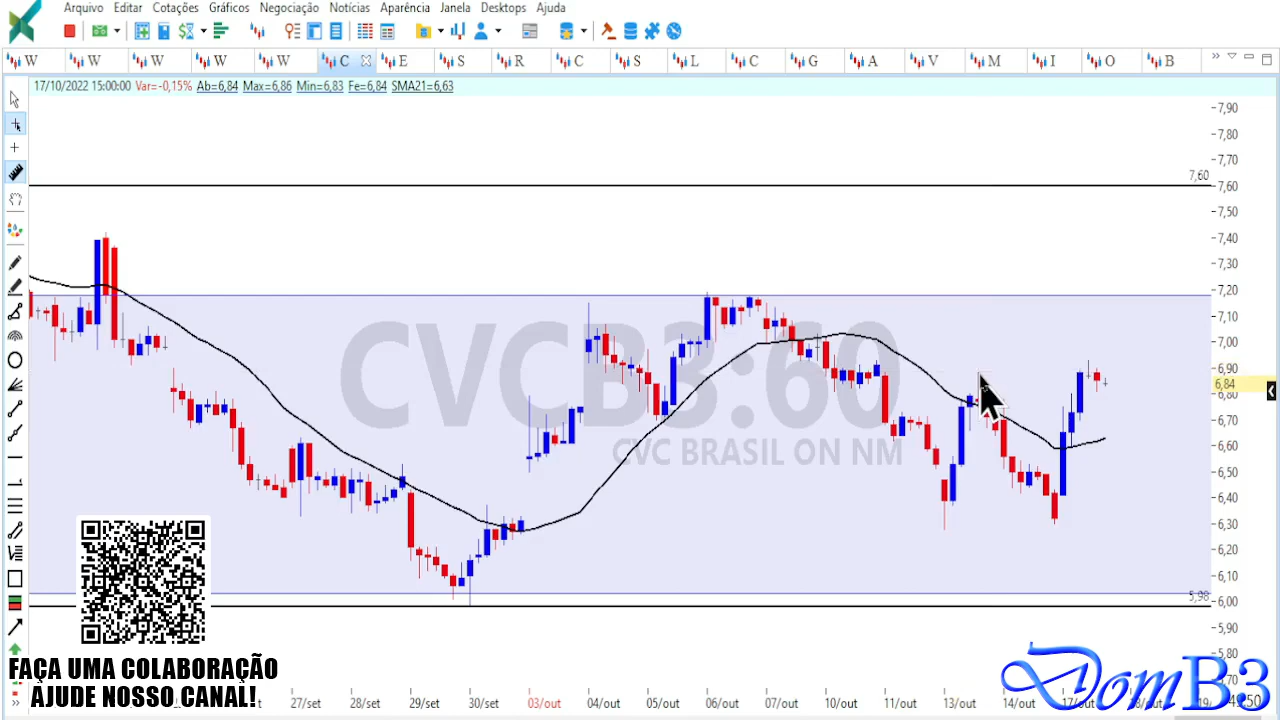 Arquivo Editar Cotações Gráficos Negociação Notícias Aparência Janela Desktops Ajuda
W W W W W C E S R C S L C G A V M I O B
17/10/2022 15:00:00 Var=-0,15% Ab=6,84 Max=6,86 Min=6,83 Fe=6,84 SMA21=6,63
7,90
7,80
7,70
7,60
7,60
7,50
7,40
7,30
7,20
7,10
7,00
6,90
6,84
6,80
6,70
6,60
6,50
6,40
6,30
6,20
6,10
5,98
6,00
5,90
5,80
CVCB3:60
CVC BRASIL ON NM
FAÇA UMA COLABORAÇÃO
AJUDE NOSSO CANAL!
27/set 28/set 29/set 30/set 03/out 04/out 05/out 06/out 07/out 10/out 11/out 13/out 14/out 17/out
DomB3